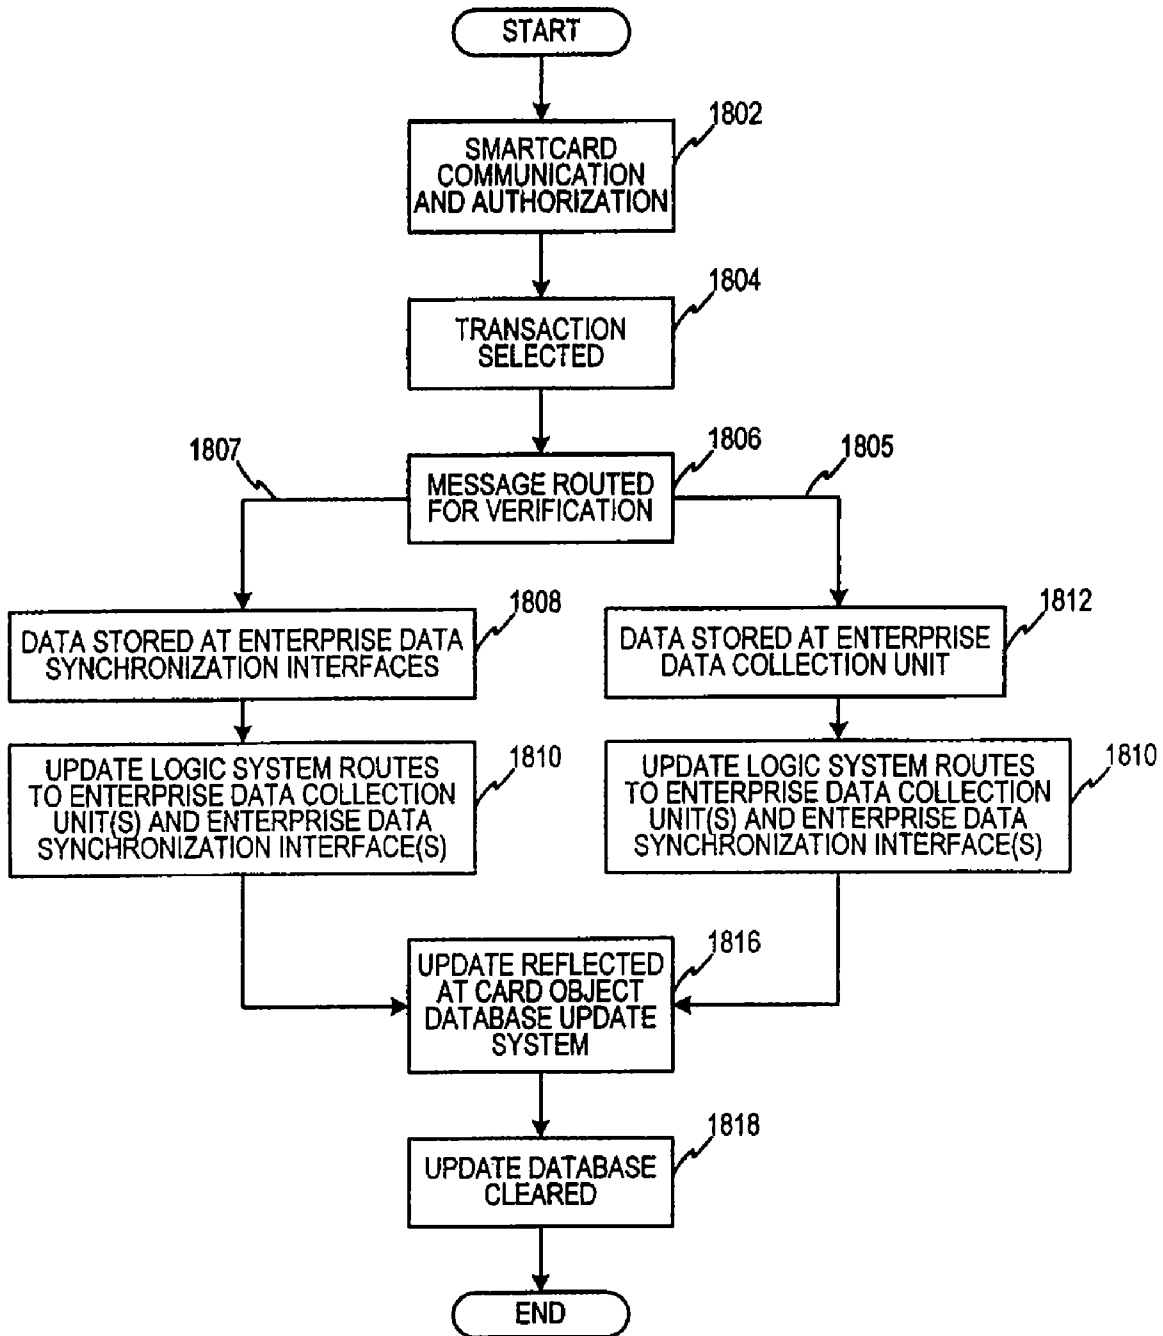 START
1802
SMARTCARD
COMMUNICATION
AND AUTHORIZATION
1804
TRANSACTION
SELECTED
1807
1806
1805
MESSAGE ROUTED
FOR VERIFICATION
1808
DATA STORED AT ENTERPRISE DATA
SYNCHRONIZATION INTERFACES
1812
DATA STORED AT ENTERPRISE
DATA COLLECTION UNIT
1810
UPDATE LOGIC SYSTEM ROUTES
TO ENTERPRISE DATA COLLECTION
UNIT(S) AND ENTERPRISE DATA
SYNCHRONIZATION INTERFACE(S)
1810
UPDATE LOGIC SYSTEM ROUTES
TO ENTERPRISE DATA COLLECTION
UNIT(S) AND ENTERPRISE DATA
SYNCHRONIZATION INTERFACE(S)
1816
UPDATE REFLECTED
AT CARD OBJECT
DATABASE UPDATE
SYSTEM
1818
UPDATE DATABASE
CLEARED
END